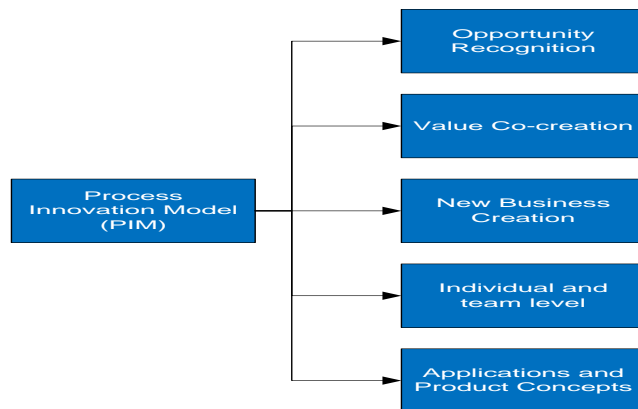 Opportunity
Recognition
Value Co-creation
Process
Innovation Model
(PIM)
New Business
Creation
Individual and
team level
Applications and
Product Concepts